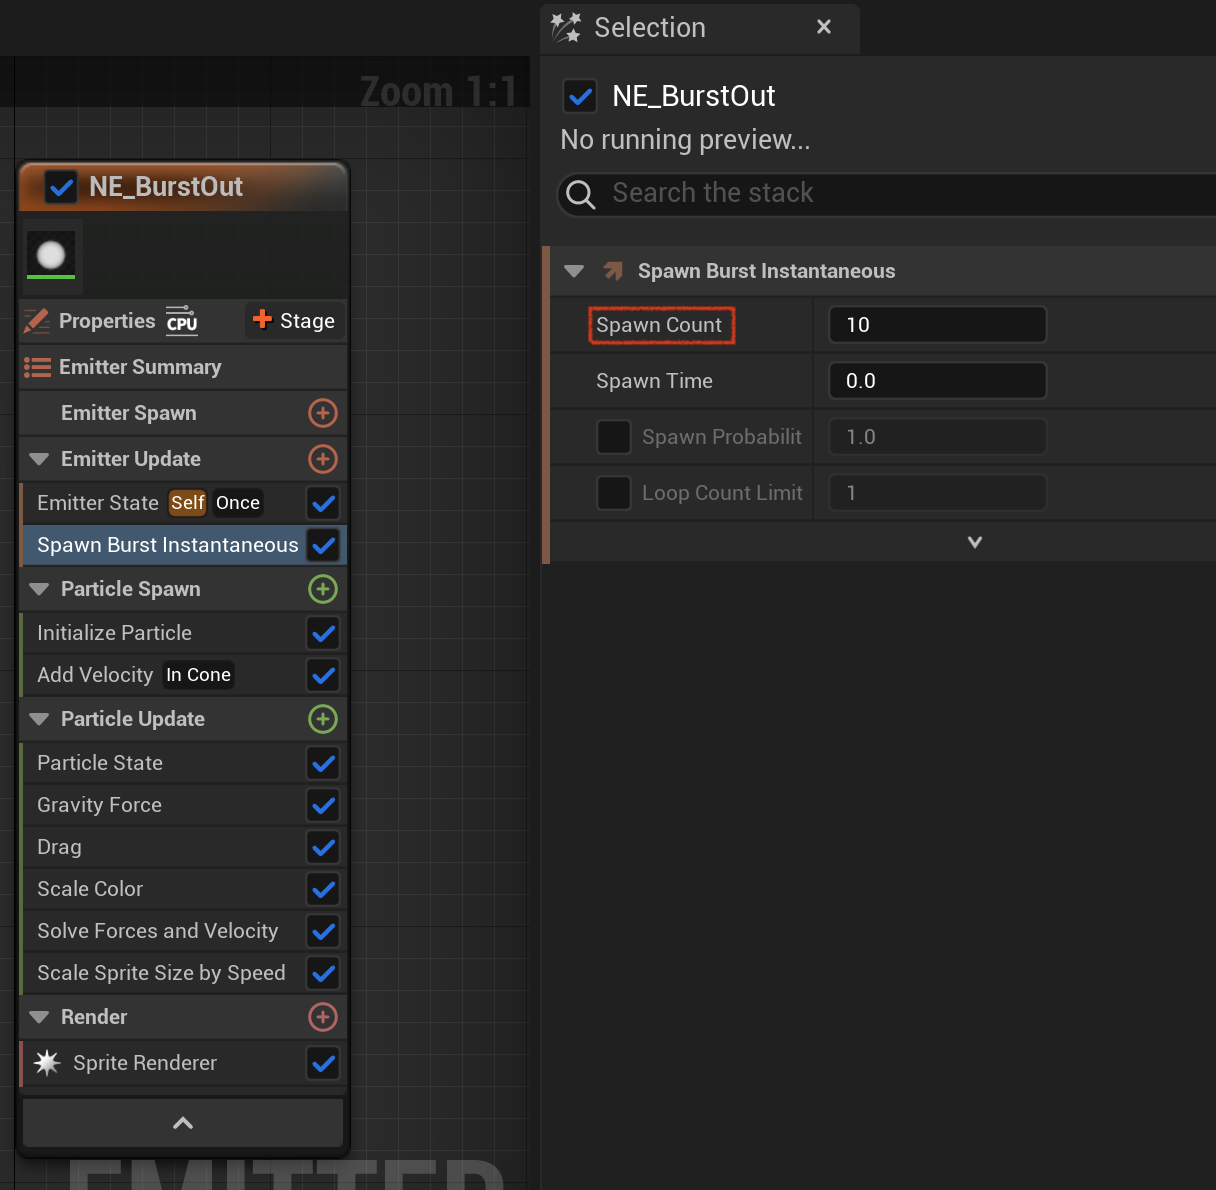 Zoom 1:1
NE_BurstOut
Properties CPU Stage
Emitter Summary
Emitter Spawn
Emitter Update
Emitter State Self Once
Spawn Burst Instantaneous
Particle Spawn
Initialize Particle
Add Velocity In Cone
Particle Update
Particle State
Gravity Force
Drag
Scale Color
Solve Forces and Velocity
Scale Sprite Size by Speed
Render
Sprite Renderer
EMITTER
Selection
NE_BurstOut
No running preview...
Search the stack
Spawn Burst Instantaneous
Spawn Count 10
Spawn Time 0.0
Spawn Probabilit 1.0
Loop Count Limit 1